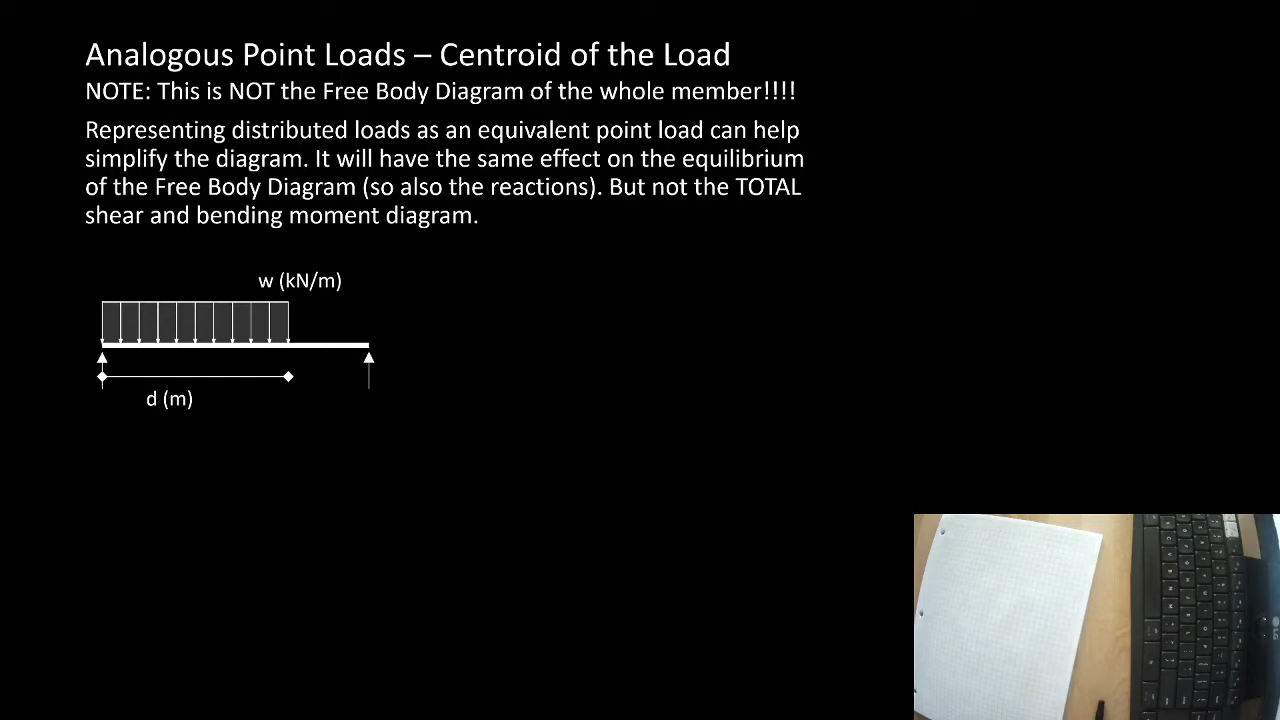 Analogous Point Loads – Centroid of the Load
NOTE: This is NOT the Free Body Diagram of the whole member!!!!
Representing distributed loads as an equivalent point load can help
simplify the diagram. It will have the same effect on the equilibrium
of the Free Body Diagram (so also the reactions). But not the TOTAL
shear and bending moment diagram.
w (kN/m)
d (m)
LG